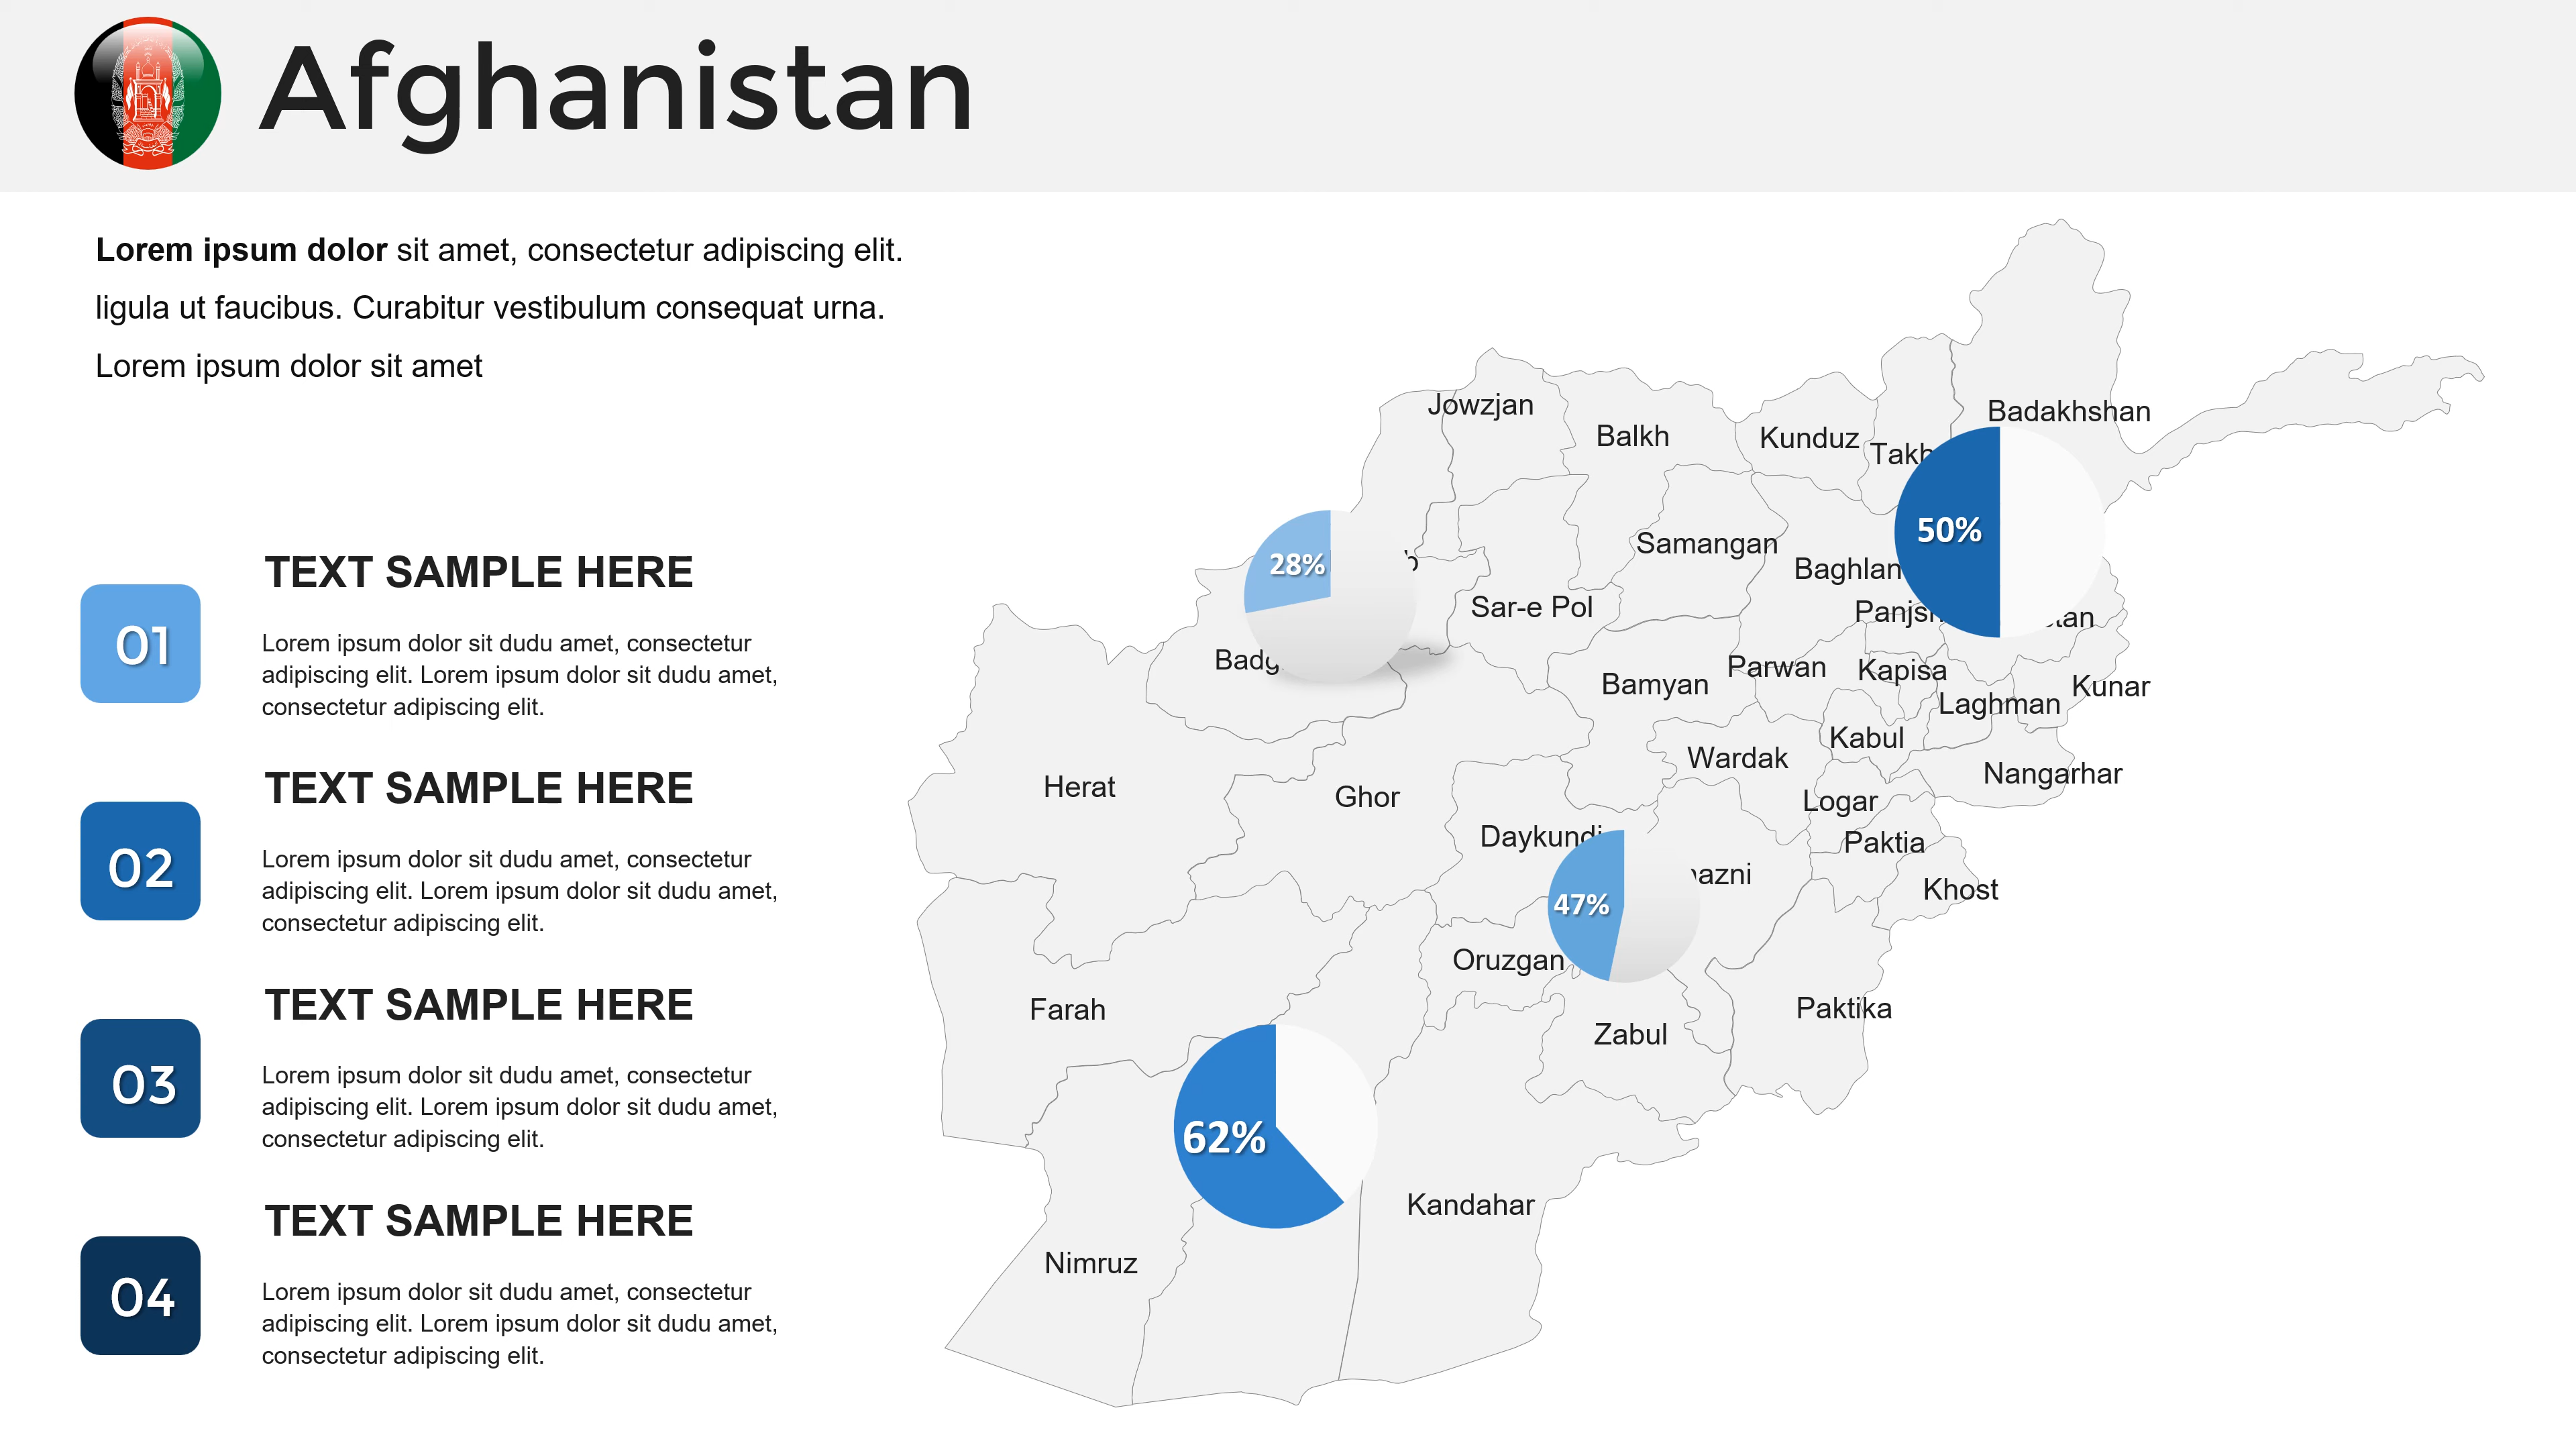 Afghanistan
Lorem ipsum dolor sit amet, consectetur adipiscing elit.
ligula ut faucibus. Curabitur vestibulum consequat urna.
Lorem ipsum dolor sit amet
01
TEXT SAMPLE HERE
Lorem ipsum dolor sit dudu amet, consectetur
adipiscing elit. Lorem ipsum dolor sit dudu amet,
consectetur adipiscing elit.
02
TEXT SAMPLE HERE
Lorem ipsum dolor sit dudu amet, consectetur
adipiscing elit. Lorem ipsum dolor sit dudu amet,
consectetur adipiscing elit.
03
TEXT SAMPLE HERE
Lorem ipsum dolor sit dudu amet, consectetur
adipiscing elit. Lorem ipsum dolor sit dudu amet,
consectetur adipiscing elit.
04
TEXT SAMPLE HERE
Lorem ipsum dolor sit dudu amet, consectetur
adipiscing elit. Lorem ipsum dolor sit dudu amet,
consectetur adipiscing elit.
Jowzjan
Badakhshan
Balkh
Kunduz
50%
Samangan
28%
Baghlan
Sar-e Pol
Parwan
Kapisa
Bamyan
Kunar
Laghman
Kabul
Wardak
Nangarhar
Herat
Ghor
Logar
Daykundi
Paktia
Khost
47%
Oruzgan
Farah
Paktika
Zabul
62%
Kandahar
Nimruz